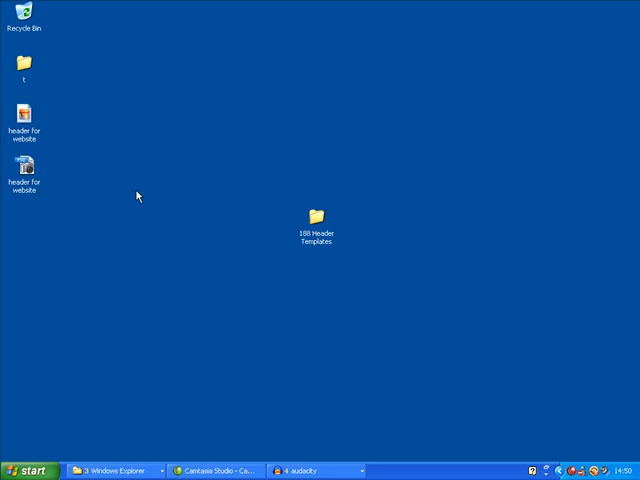 Recycle Bin
t
header for
website
header for
website
188 Header
Templates
start
3 Windows Explorer
Camtasia Studio - Ca...
4 audacity
14:50